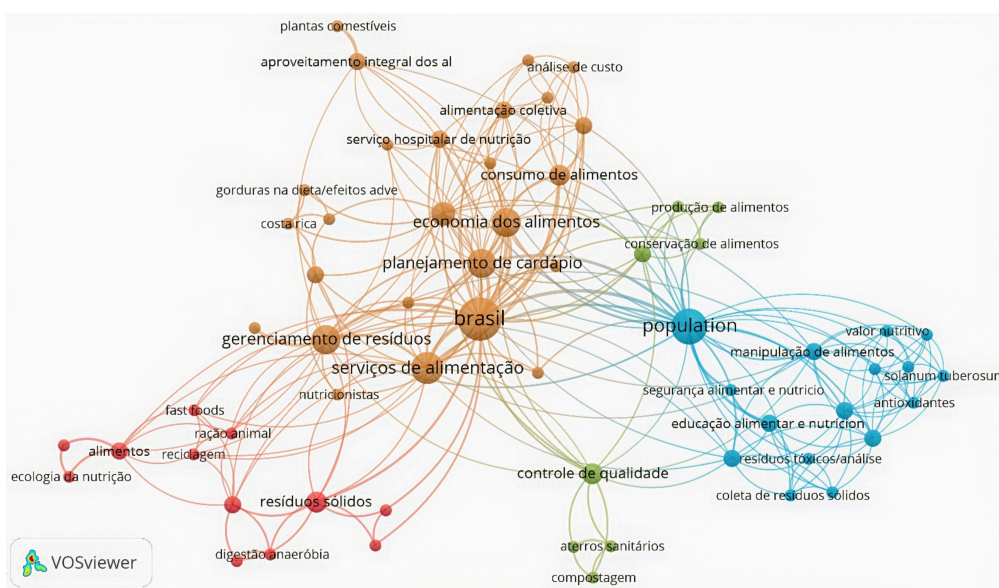 plantas comestíveis
aproveitamento integral dos al
análise de custo
alimentação coletiva
serviço hospitalar de nutrição
consumo de alimentos
gorduras na dieta/efeitos adve
produção de alimentos
costa rica
economia dos alimentos
conservação de alimentos
planejamento de cardápio
brasil
population
valor nutritivo
gerenciamento de resíduos
manipulação de alimentos
serviços de alimentação
solanum tuberosum
segurança alimentar e nutricio
nutricionistas
antioxidantes
fast foods
educação alimentar e nutricion
ração animal
alimentos
reciclagem
resíduos tóxicos/análise
ecologia da nutrição
controle de qualidade
coleta de resíduos sólidos
resíduos sólidos
aterros sanitários
digestão anaeróbia
compostagem
VOSviewer